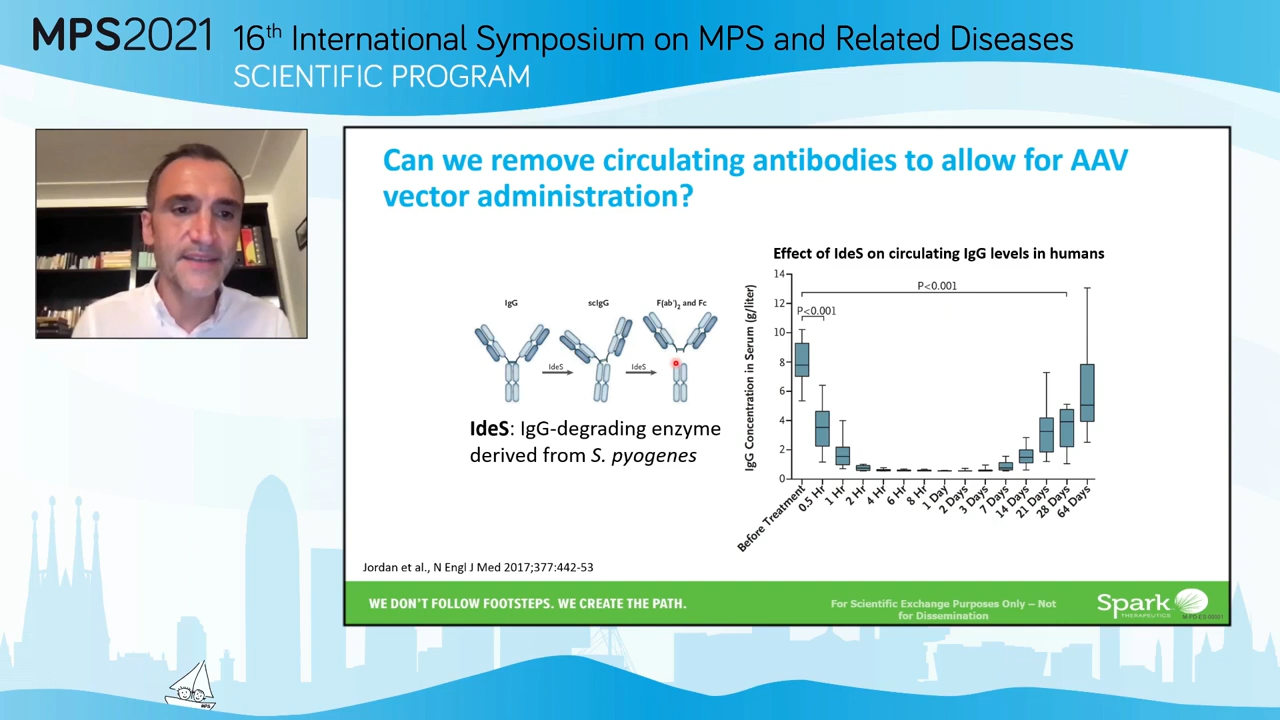 MPS2021 16th International Symposium on MPS and Related Diseases
SCIENTIFIC PROGRAM
Can we remove circulating antibodies to allow for AAV
vector administration?
Effect of IdeS on circulating IgG levels in humans
IgG
scIgG
F(ab')2 and Fc
IdeS
IdeS
IdeS: IgG-degrading enzyme
derived from S. pyogenes
IgG Concentration in Serum (g/liter)
14
12
10
8
6
4
2
0
P<0.001
P<0.001
Before Treatment
0.5 Hr
1 Hr
2 Hr
4 Hr
6 Hr
8 Hr
1 Day
2 Days
3 Days
7 Days
14 Days
21 Days
28 Days
64 Days
Jordan et al., N Engl J Med 2017;377:442-53
WE DON'T FOLLOW FOOTSTEPS. WE CREATE THE PATH.
For Scientific Exchange Purposes Only – Not
for Dissemination
Spark
THERAPEUTICS
MPS